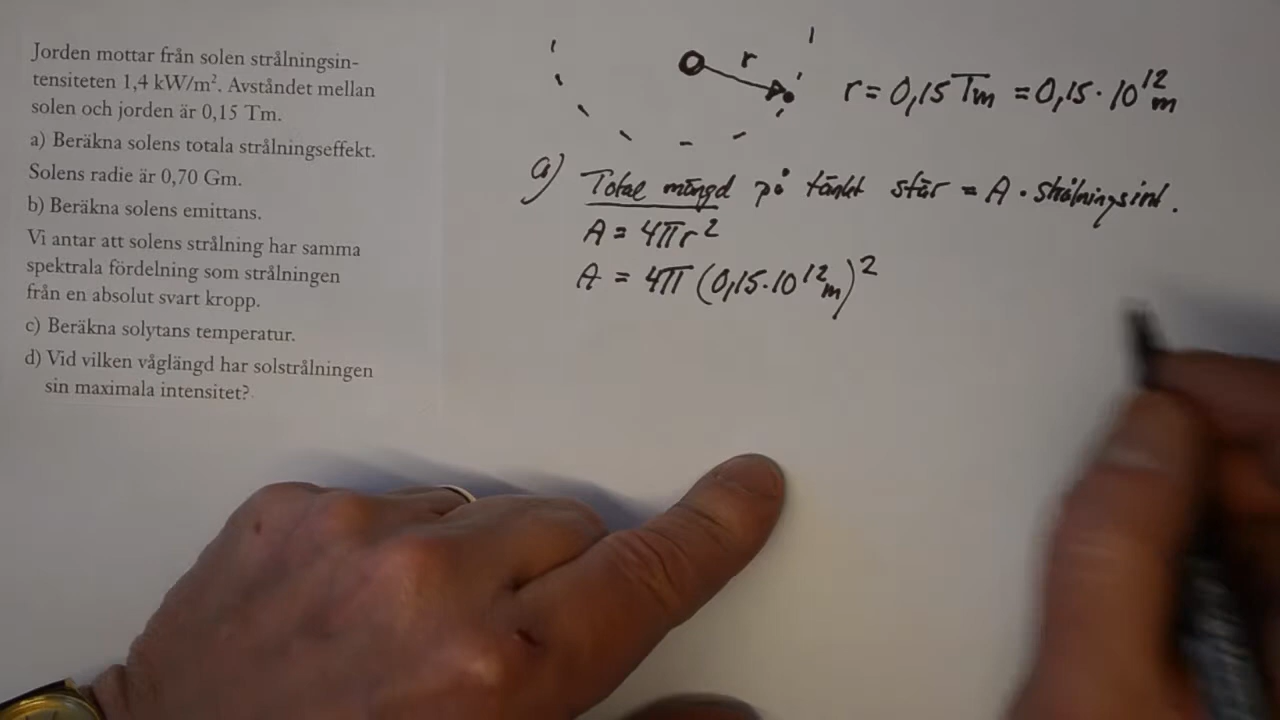 Jorden mottar från solen strålningsin-
tensiteten 1,4 kW/m². Avståndet mellan
solen och jorden är 0,15 Tm.
a) Beräkna solens totala strålningseffekt.
Solens radie är 0,70 Gm.
b) Beräkna solens emittans.
Vi antar att solens strålning har samma
spektrala fördelning som strålningen
från en absolut svart kropp.
c) Beräkna solytans temperatur.
d) Vid vilken våglängd har solstrålningen
sin maximala intensitet?
r
r = 0,15 Tm = 0,15 · 10¹² m
a) Total mängd på tänkt sfär = A · strålningsint.
A = 4πr²
A = 4π (0,15 · 10¹² m)²